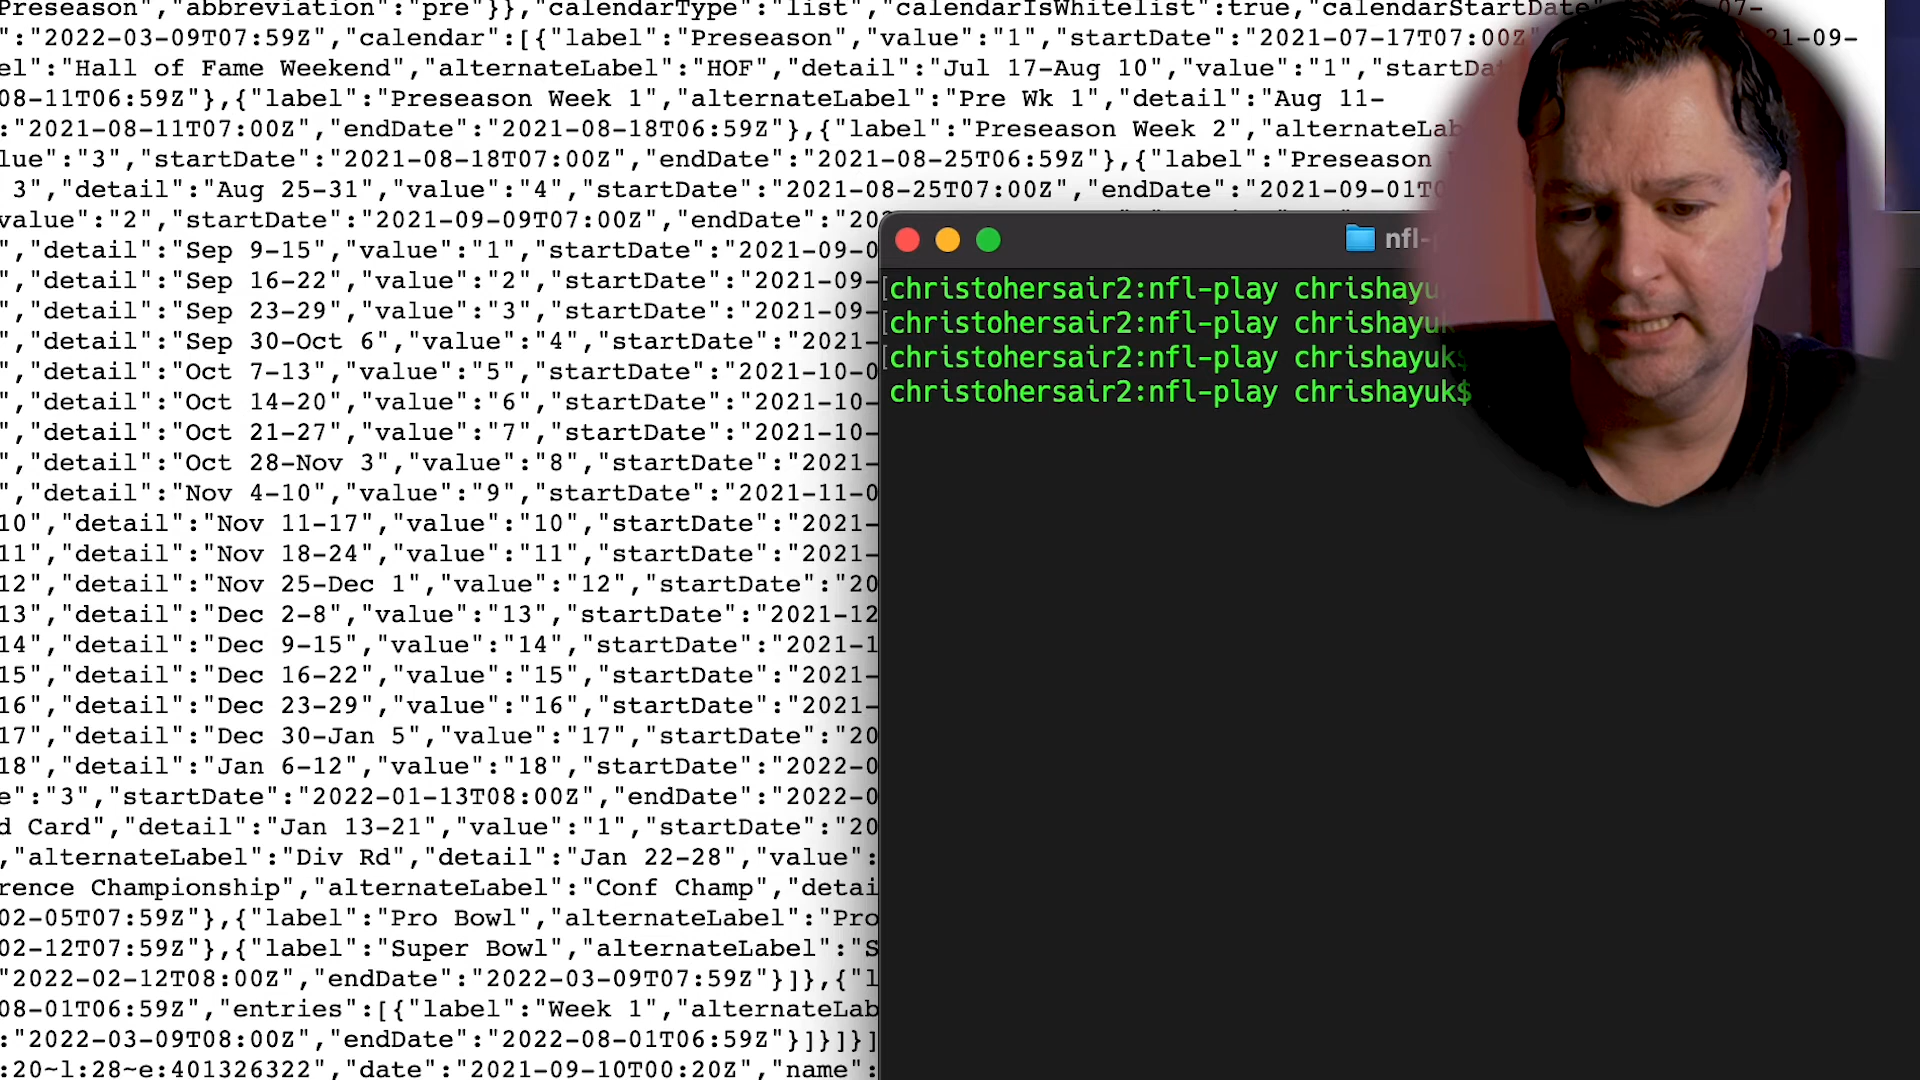 Preseason","abbreviation":"pre"}},"calendarType":"list","calendarIsWhitelist":true,"calendarStartDate 07-
":"2022-03-09T07:59Z","calendar":[{"label":"Preseason","value":"1","startDate":"2021-07-17T07:00Z" 21-09-
el":"Hall of Fame Weekend","alternateLabel":"HOF","detail":"Jul 17-Aug 10","value":"1","startDa
08-11T06:59Z"},{"label":"Preseason Week 1","alternateLabel":"Pre Wk 1","detail":"Aug 11-
:"2021-08-11T07:00Z","endDate":"2021-08-18T06:59Z"},{"label":"Preseason Week 2","alternateLab
lue":"3","startDate":"2021-08-18T07:00Z","endDate":"2021-08-25T06:59Z"},{"label":"Preseason
3","detail":"Aug 25-31","value":"4","startDate":"2021-08-25T07:00Z","endDate":"2021-09-01T0
value":"2","startDate":"2021-09-09T07:00Z","endDate":"202
","detail":"Sep 9-15","value":"1","startDate":"2021-09-0
","detail":"Sep 16-22","value":"2","startDate":"2021-09-
","detail":"Sep 23-29","value":"3","startDate":"2021-09-
","detail":"Sep 30-Oct 6","value":"4","startDate":"2021-
","detail":"Oct 7-13","value":"5","startDate":"2021-10-0
","detail":"Oct 14-20","value":"6","startDate":"2021-10-
","detail":"Oct 21-27","value":"7","startDate":"2021-10-
","detail":"Oct 28-Nov 3","value":"8","startDate":"2021-
","detail":"Nov 4-10","value":"9","startDate":"2021-11-0
10","detail":"Nov 11-17","value":"10","startDate":"2021-
11","detail":"Nov 18-24","value":"11","startDate":"2021-
12","detail":"Nov 25-Dec 1","value":"12","startDate":"20
13","detail":"Dec 2-8","value":"13","startDate":"2021-12
14","detail":"Dec 9-15","value":"14","startDate":"2021-1
15","detail":"Dec 16-22","value":"15","startDate":"2021-
16","detail":"Dec 23-29","value":"16","startDate":"2021-
17","detail":"Dec 30-Jan 5","value":"17","startDate":"20
18","detail":"Jan 6-12","value":"18","startDate":"2022-0
e":"3","startDate":"2022-01-13T08:00Z","endDate":"2022-0
d Card","detail":"Jan 13-21","value":"1","startDate":"20
,"alternateLabel":"Div Rd","detail":"Jan 22-28","value":
rence Championship","alternateLabel":"Conf Champ","detai
02-05T07:59Z"},{"label":"Pro Bowl","alternateLabel":"Pro
02-12T07:59Z"},{"label":"Super Bowl","alternateLabel":"S
"2022-02-12T08:00Z","endDate":"2022-03-09T07:59Z"}]},{"l
08-01T06:59Z","entries":[{"label":"Week 1","alternateLab
:"2022-03-09T08:00Z","endDate":"2022-08-01T06:59Z"}]}]}]
:20~l:28~e:401326322","date":"2021-09-10T00:20Z","name":
nfl-
[christohersair2:nfl-play chrishayu
[christohersair2:nfl-play chrishayuk
[christohersair2:nfl-play chrishayuk$
christohersair2:nfl-play chrishayuk$